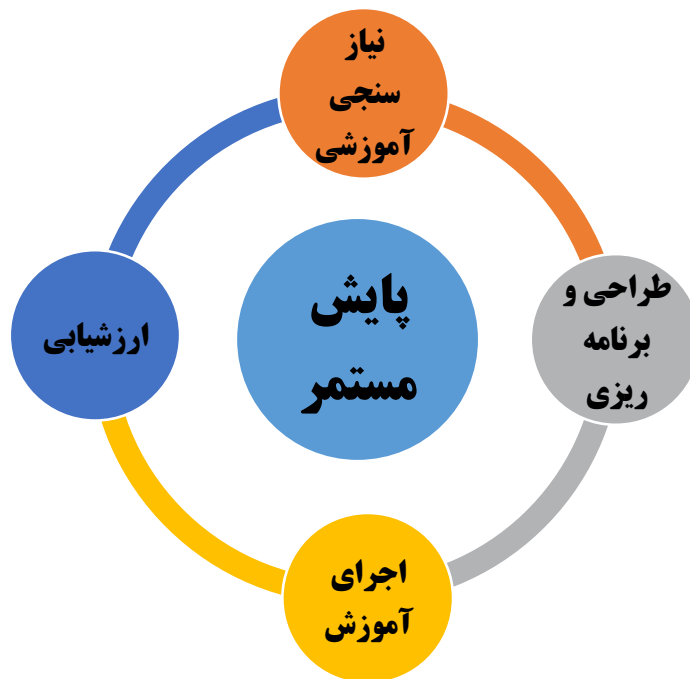 نیاز
سنجی
آموزشی
طراحی و
برنامه
ریزی
پایش
مستمر
ارزشیابی
اجرای
آموزش